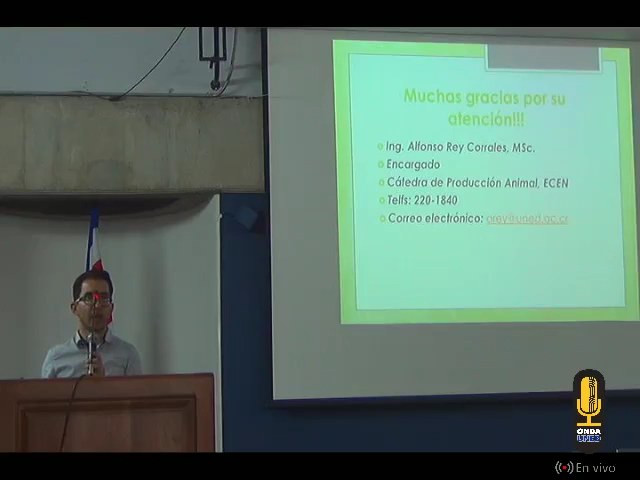 Muchas gracias por su
atención!!!
Ing. Alfonso Rey Corrales, MSc.
Encargado
Cátedra de Producción Animal, ECEN
Telfs: 220-1840
Correo electrónico: arey@uned.ac.cr
ONDA
UNED
En vivo